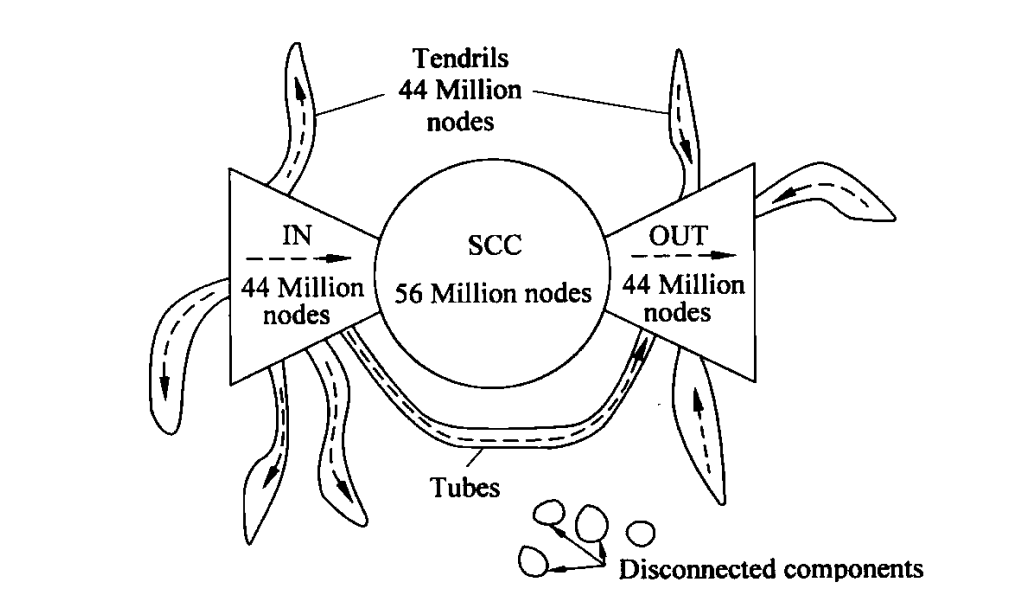 Tendrils
44 Million
nodes
IN
44 Million
nodes
SCC
56 Million nodes
OUT
44 Million
nodes
Tubes
Disconnected components